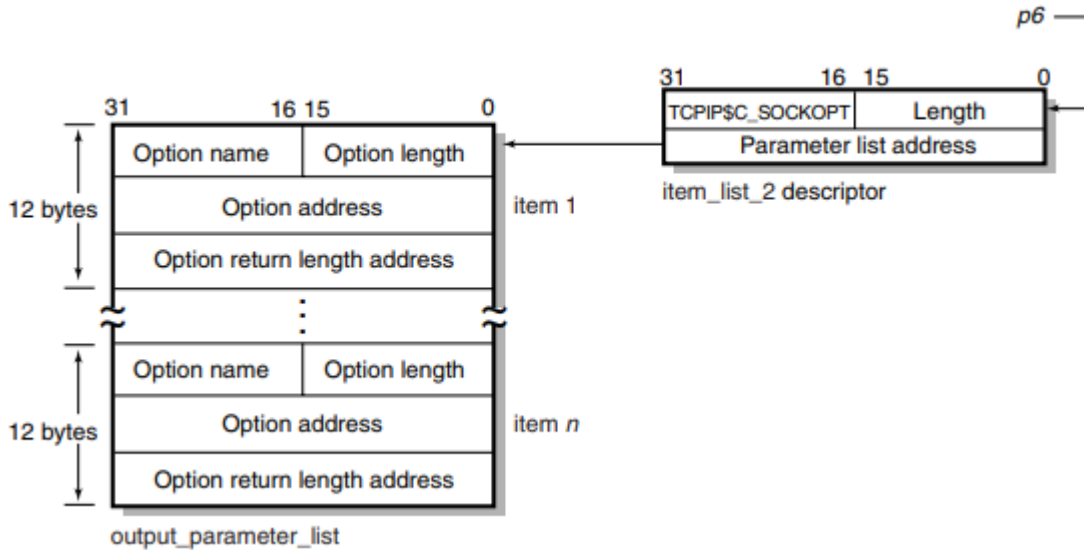 p6
31 16 15 0
TCPIP$C_SOCKOPT Length
Parameter list address
item_list_2 descriptor
31 16 15 0
Option name Option length
Option address
Option return length address
12 bytes
item 1
Option name Option length
Option address
Option return length address
12 bytes
item n
output_parameter_list